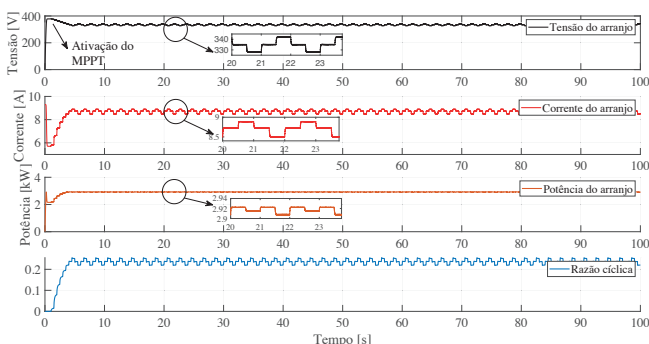 Tensão [V]
400
200
0
Ativação do
MPPT
340
330
20 21 22 23
Tensão do arranjo
0 10 20 30 40 50 60 70 80 90 100
Corrente [A]
10
8
6
9
8.5
20 21 22 23
Corrente do arranjo
0 10 20 30 40 50 60 70 80 90 100
Potência [kW]
4
2
0
2.94
2.92
2.9
20 21 22 23
Potência do arranjo
0 10 20 30 40 50 60 70 80 90 100
0.2
0.1
0
Razão cíclica
0 10 20 30 40 50 60 70 80 90 100
Tempo [s]